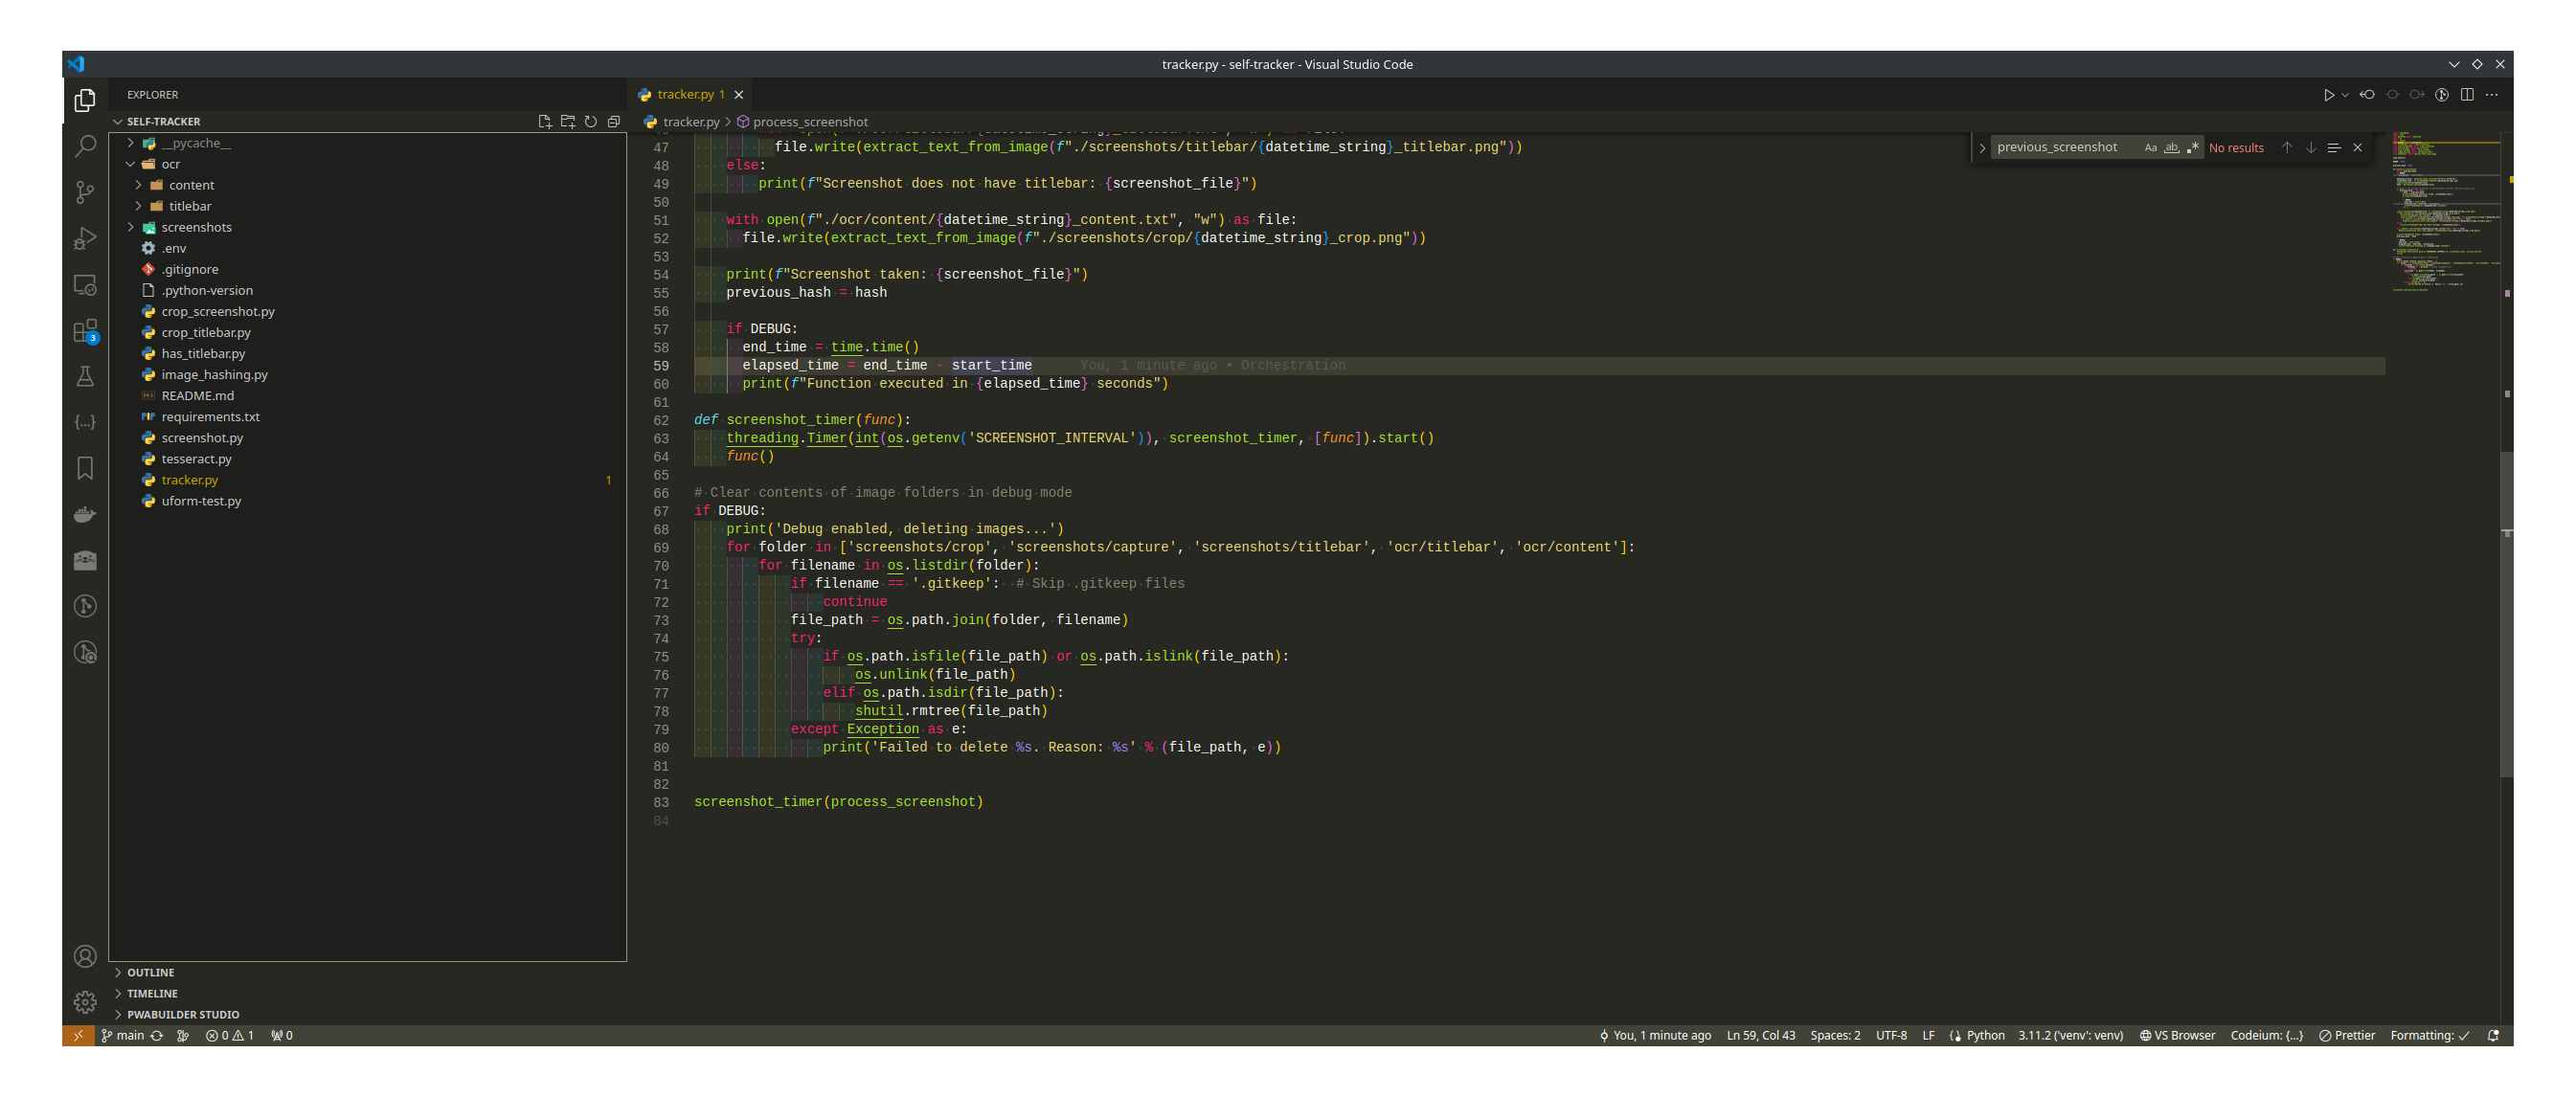 tracker.py - self-tracker - Visual Studio Code
EXPLORER
SELF-TRACKER
__pycache__
ocr
content
titlebar
screenshots
.env
.gitignore
.python-version
crop_screenshot.py
crop_titlebar.py
has_titlebar.py
image_hashing.py
README.md
requirements.txt
screenshot.py
tesseract.py
tracker.py 1
uform-test.py
OUTLINE
TIMELINE
PWABUILDER STUDIO
tracker.py 1
tracker.py > process_screenshot
previous_screenshot Aa ab .* No results
47 file.write(extract_text_from_image(f"./screenshots/titlebar/{datetime_string}_titlebar.png"))
48 else:
49 print(f"Screenshot does not have titlebar: {screenshot_file}")
50
51 with open(f"./ocr/content/{datetime_string}_content.txt", "w") as file:
52 file.write(extract_text_from_image(f"./screenshots/crop/{datetime_string}_crop.png"))
53
54 print(f"Screenshot taken: {screenshot_file}")
55 previous_hash = hash
56
57 if DEBUG:
58 end_time = time.time()
59 elapsed_time = end_time - start_time You, 1 minute ago • Orchestration
60 print(f"Function executed in {elapsed_time} seconds")
61
62 def screenshot_timer(func):
63 threading.Timer(int(os.getenv('SCREENSHOT_INTERVAL')), screenshot_timer, [func]).start()
64 func()
65
66 # Clear contents of image folders in debug mode
67 if DEBUG:
68 print('Debug enabled, deleting images...')
69 for folder in ['screenshots/crop', 'screenshots/capture', 'screenshots/titlebar', 'ocr/titlebar', 'ocr/content']:
70 for filename in os.listdir(folder):
71 if filename == '.gitkeep': # Skip .gitkeep files
72 continue
73 file_path = os.path.join(folder, filename)
74 try:
75 if os.path.isfile(file_path) or os.path.islink(file_path):
76 os.unlink(file_path)
77 elif os.path.isdir(file_path):
78 shutil.rmtree(file_path)
79 except Exception as e:
80 print('Failed to delete %s. Reason: %s' % (file_path, e))
81
82
83 screenshot_timer(process_screenshot)
84
3
main 0 1 0 You, 1 minute ago Ln 59, Col 43 Spaces: 2 UTF-8 LF Python 3.11.2 ('venv': venv) VS Browser Codeium: {...} Prettier Formatting: ✓